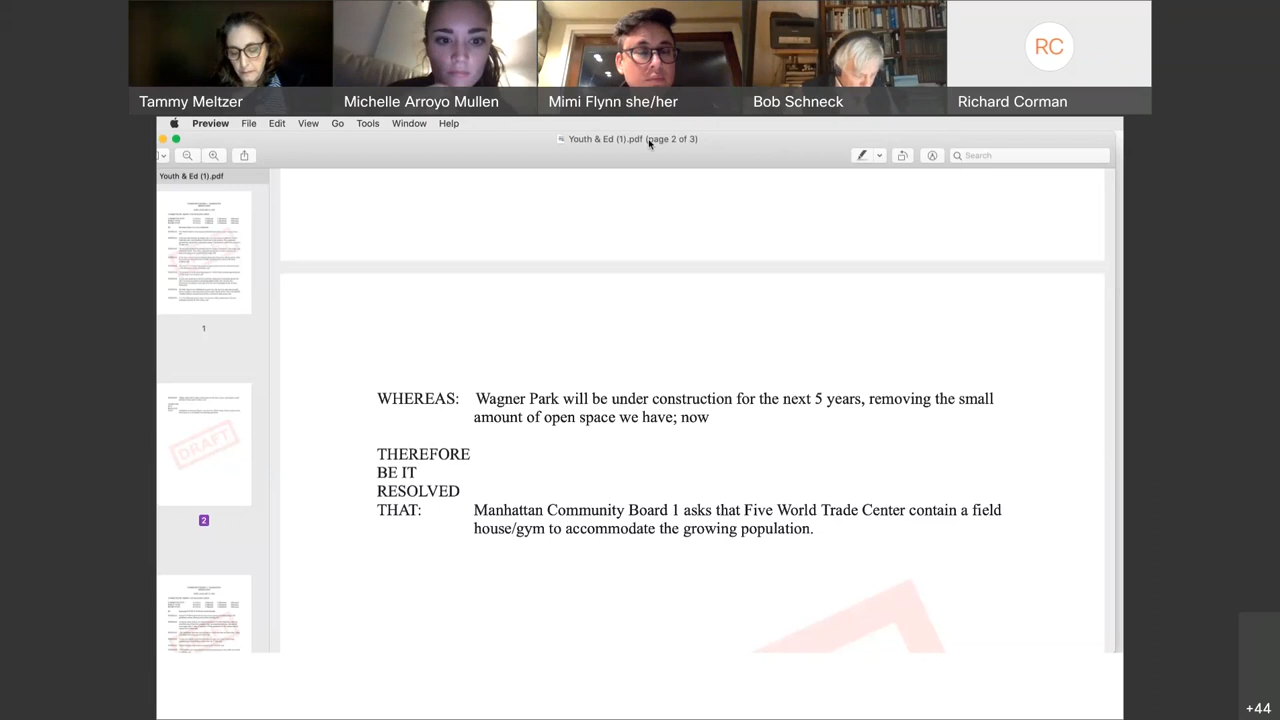 RC
Tammy Meltzer
Michelle Arroyo Mullen
Mimi Flynn she/her
Bob Schneck
Richard Corman
Preview File Edit View Go Tools Window Help
Youth & Ed (1).pdf (page 2 of 3)
Search
Youth & Ed (1).pdf
1
DRAFT
2
WHEREAS: Wagner Park will be under construction for the next 5 years, removing the small
amount of open space we have; now
THEREFORE
BE IT
RESOLVED
THAT: Manhattan Community Board 1 asks that Five World Trade Center contain a field
house/gym to accommodate the growing population.
+44